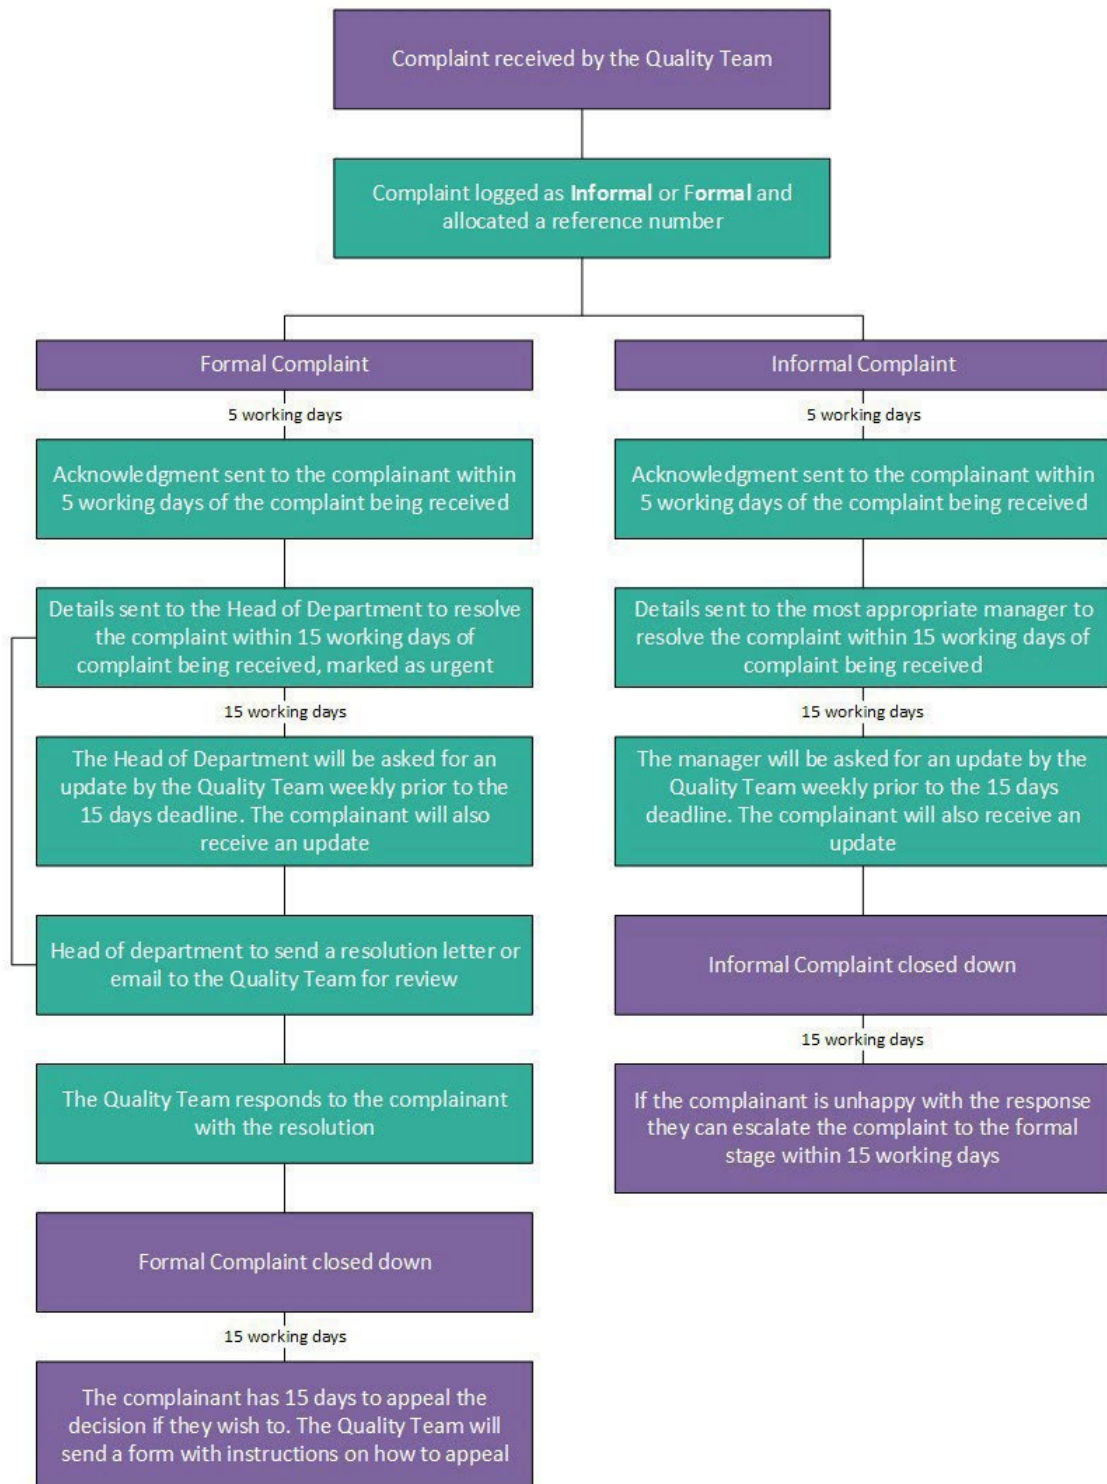 Complaint received by the Quality Team
Complaint logged as Informal or Formal and
allocated a reference number
Formal Complaint
5 working days
Acknowledgment sent to the complainant within
5 working days of the complaint being received
Details sent to the Head of Department to resolve
the complaint within 15 working days of
complaint being received, marked as urgent
15 working days
The Head of Department will be asked for an
update by the Quality Team weekly prior to the
15 days deadline. The complainant will also
receive an update
Head of department to send a resolution letter or
email to the Quality Team for review
The Quality Team responds to the complainant
with the resolution
Formal Complaint closed down
15 working days
The complainant has 15 days to appeal the
decision if they wish to. The Quality Team will
send a form with instructions on how to appeal
Informal Complaint
5 working days
Acknowledgment sent to the complainant within
5 working days of the complaint being received
Details sent to the most appropriate manager to
resolve the complaint within 15 working days of
complaint being received
15 working days
The manager will be asked for an update by the
Quality Team weekly prior to the 15 days
deadline. The complainant will also receive an
update
Informal Complaint closed down
15 working days
If the complainant is unhappy with the response
they can escalate the complaint to the formal
stage within 15 working days